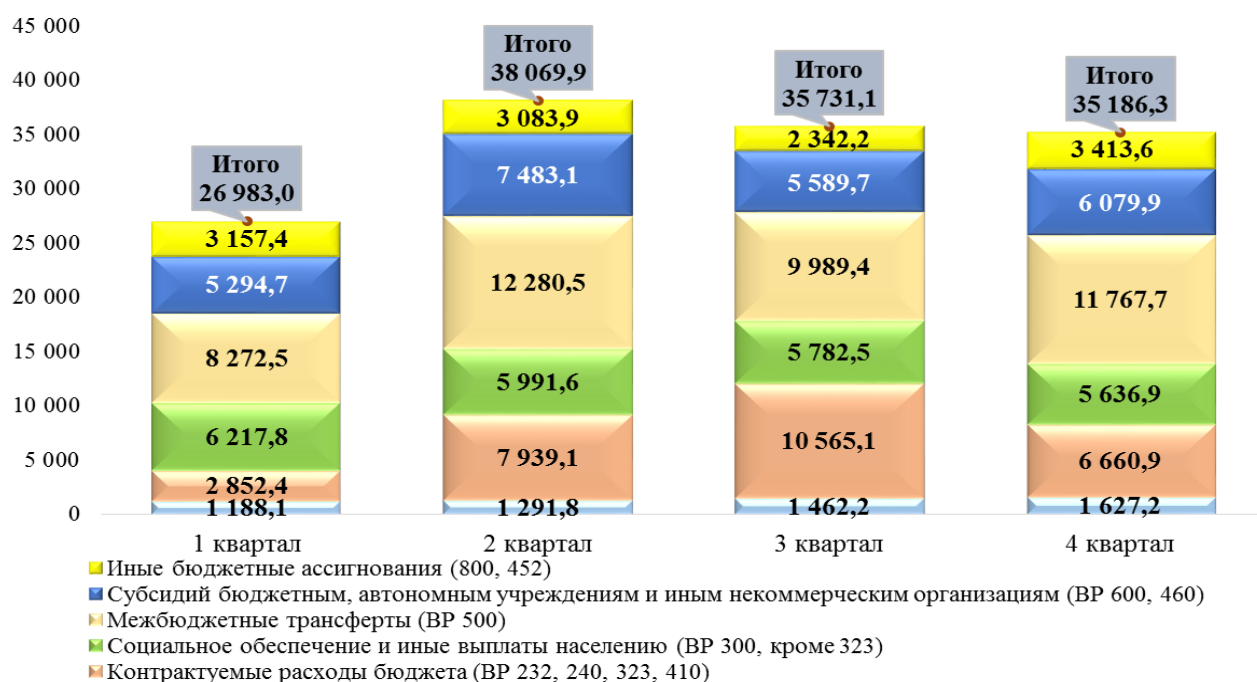 45 000
40 000
35 000
30 000
25 000
20 000
15 000
10 000
5 000
0
Итого
26 983,0
3 157,4
5 294,7
8 272,5
6 217,8
2 852,4
1 188,1
Итого
38 069,9
3 083,9
7 483,1
12 280,5
5 991,6
7 939,1
1 291,8
Итого
35 731,1
2 342,2
5 589,7
9 989,4
5 782,5
10 565,1
1 462,2
Итого
35 186,3
3 413,6
6 079,9
11 767,7
5 636,9
6 660,9
1 627,2
1 квартал
2 квартал
3 квартал
4 квартал
Иные бюджетные ассигнования (800, 452)
Субсидий бюджетным, автономным учреждениям и иным некоммерческим организациям (ВР 600, 460)
Межбюджетные трансферты (ВР 500)
Социальное обеспечение и иные выплаты населению (ВР 300, кроме 323)
Контрактуемые расходы бюджета (ВР 232, 240, 323, 410)